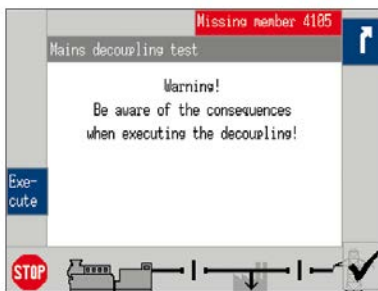 Missing member 4105
Mains decoupling test
Warning!
Be aware of the consequences
when executing the decoupling!
Exe-
cute
STOP